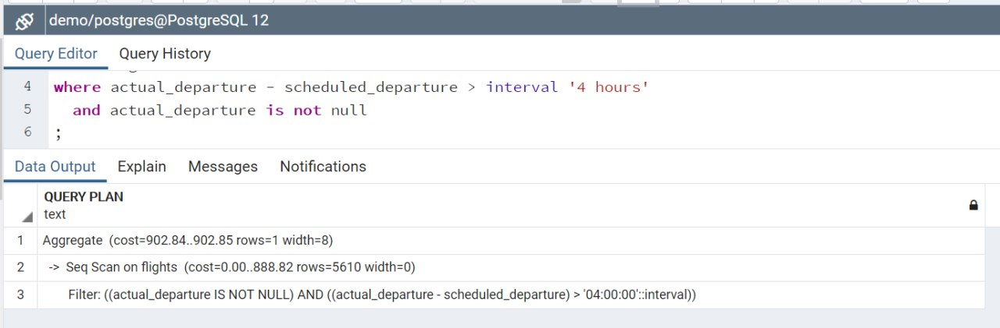 demo/postgres@PostgreSQL 12
Query Editor Query History
4 where actual_departure - scheduled_departure > interval '4 hours'
5 and actual_departure is not null
6 ;
Data Output Explain Messages Notifications
QUERY PLAN
text
1 Aggregate (cost=902.84..902.85 rows=1 width=8)
2 -> Seq Scan on flights (cost=0.00..888.82 rows=5610 width=0)
3 Filter: ((actual_departure IS NOT NULL) AND ((actual_departure - scheduled_departure) > '04:00:00'::interval))